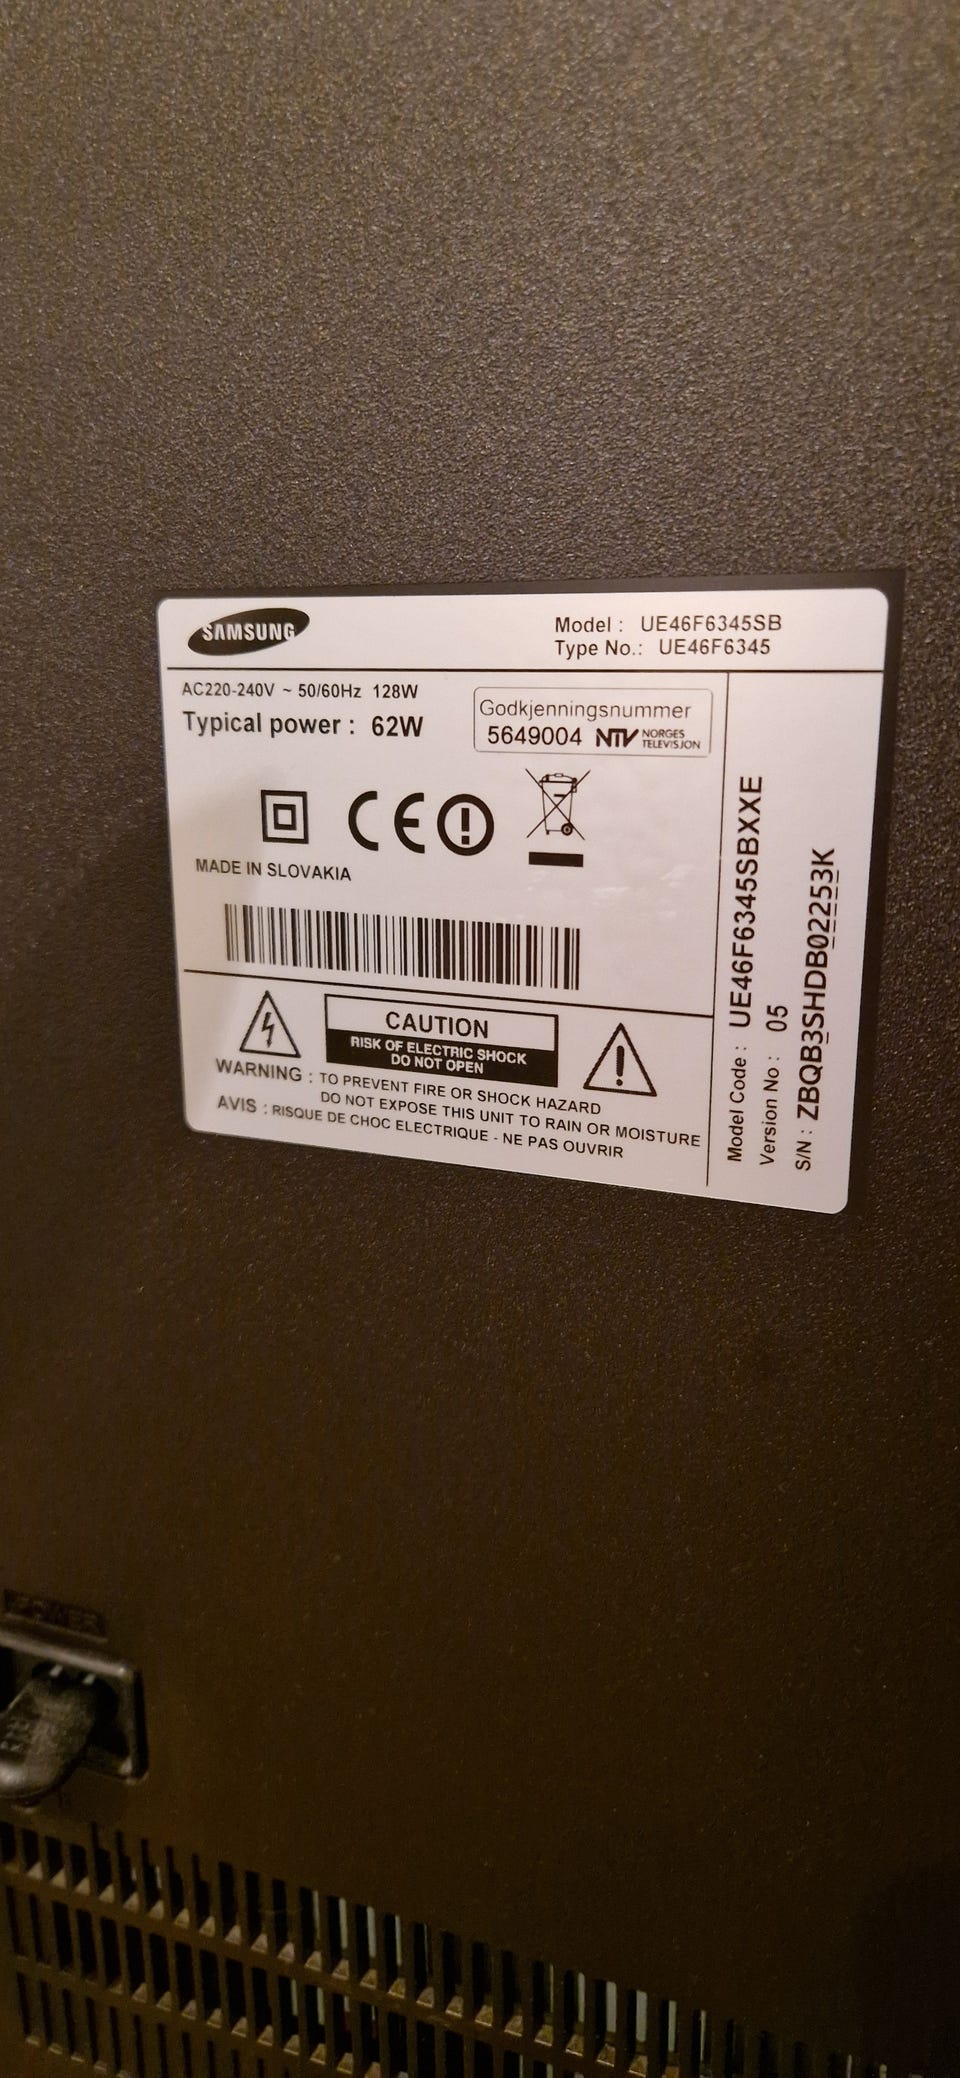 SAMSUNG
Model : UE46F6345SB
Type No.: UE46F6345
AC220-240V ~ 50/60Hz 128W
Typical power : 62W
Godkjenningsnummer
5649004 NTV NORGES TELEVISJON
CE
MADE IN SLOVAKIA
CAUTION
RISK OF ELECTRIC SHOCK
DO NOT OPEN
WARNING : TO PREVENT FIRE OR SHOCK HAZARD
DO NOT EXPOSE THIS UNIT TO RAIN OR MOISTURE
AVIS : RISQUE DE CHOC ELECTRIQUE - NE PAS OUVRIR
Model Code : UE46F6345SBXXE
Version No : 05
S/N : ZBQB3SHDB02253K
POWER